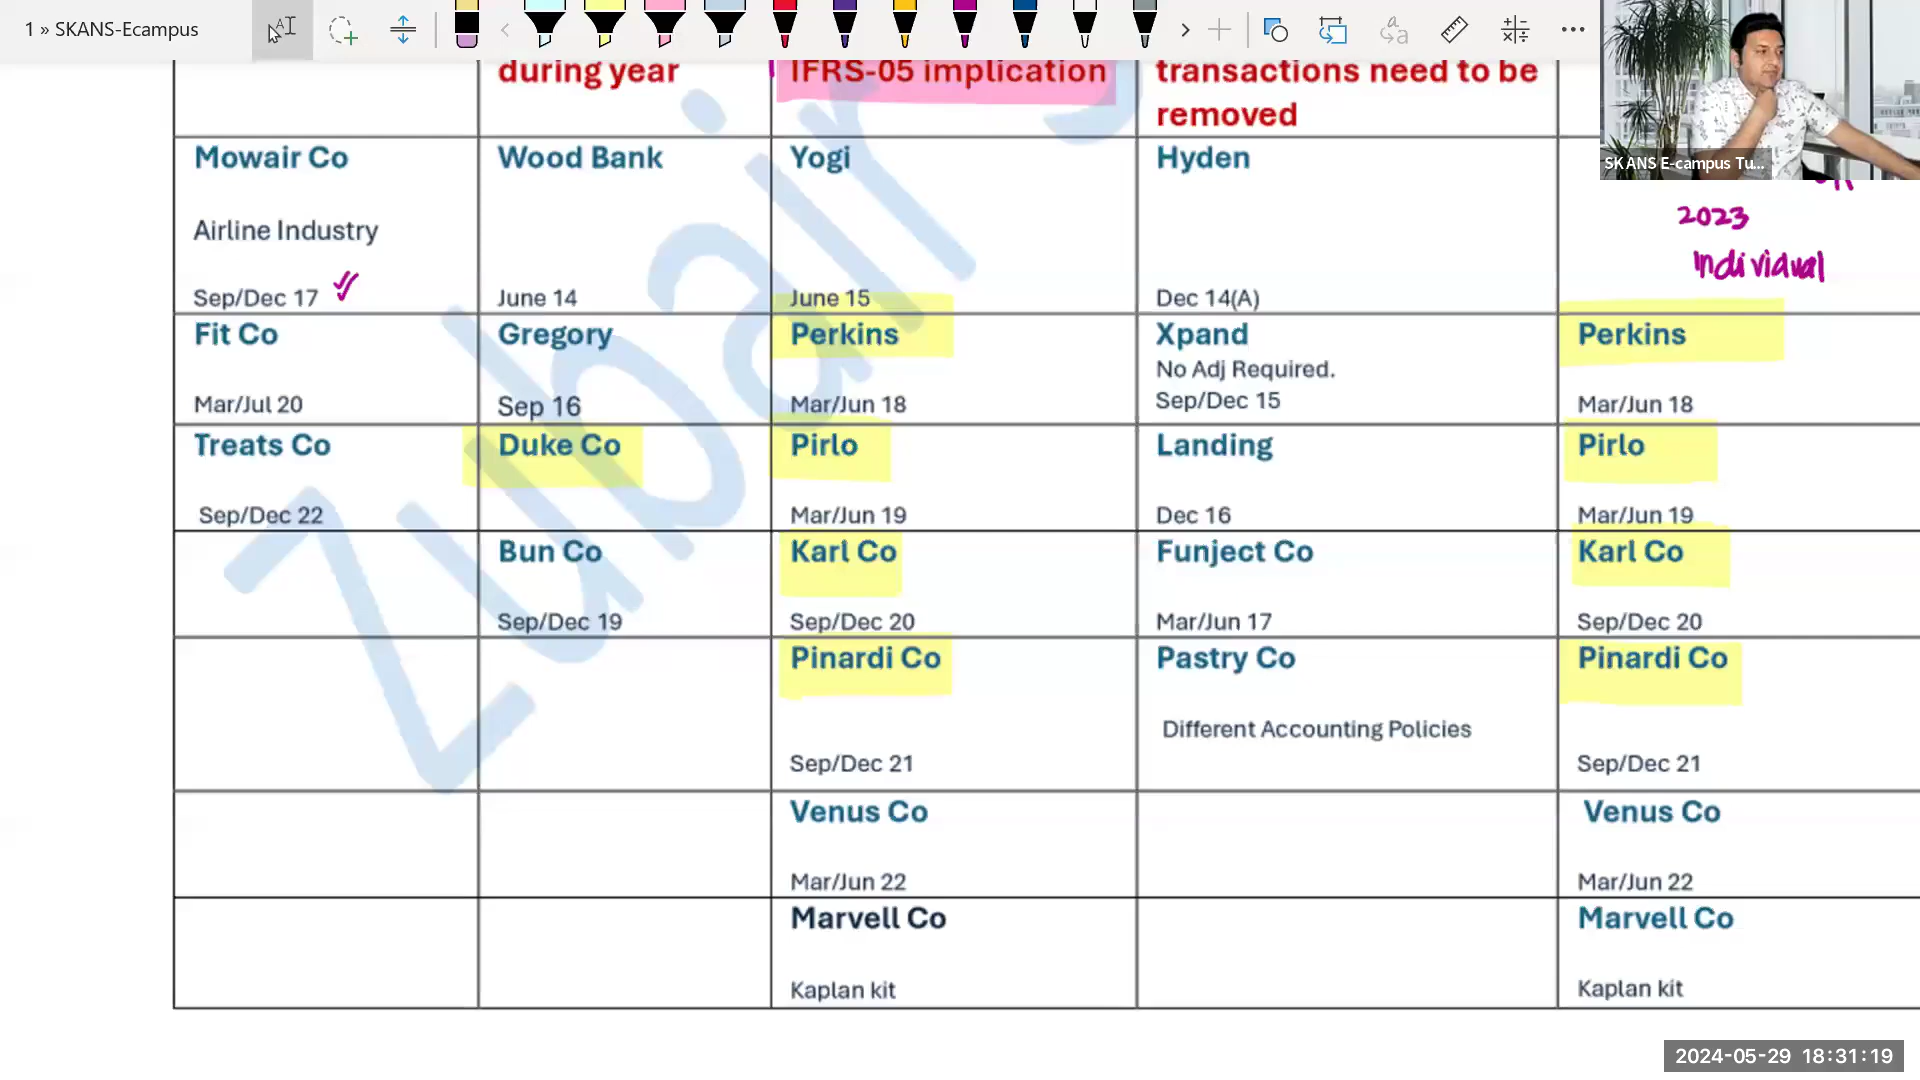 1 » SKANS-Ecampus
SKANS E-campus Tu...
during year
IFRS-05 implication
transactions need to be
removed
2023
Individual
Mowair Co
Airline Industry
Sep/Dec 17
Wood Bank
June 14
Yogi
June 15
Hyden
Dec 14(A)
Fit Co
Mar/Jul 20
Gregory
Sep 16
Perkins
Mar/Jun 18
Xpand
No Adj Required.
Sep/Dec 15
Perkins
Mar/Jun 18
Treats Co
Sep/Dec 22
Duke Co
Pirlo
Mar/Jun 19
Landing
Dec 16
Pirlo
Mar/Jun 19
Bun Co
Sep/Dec 19
Karl Co
Sep/Dec 20
Funject Co
Mar/Jun 17
Karl Co
Sep/Dec 20
Pinardi Co
Sep/Dec 21
Pastry Co
Different Accounting Policies
Pinardi Co
Sep/Dec 21
Venus Co
Mar/Jun 22
Venus Co
Mar/Jun 22
Marvell Co
Kaplan kit
Marvell Co
Kaplan kit
Zubair
2024-05-29 18:31:19